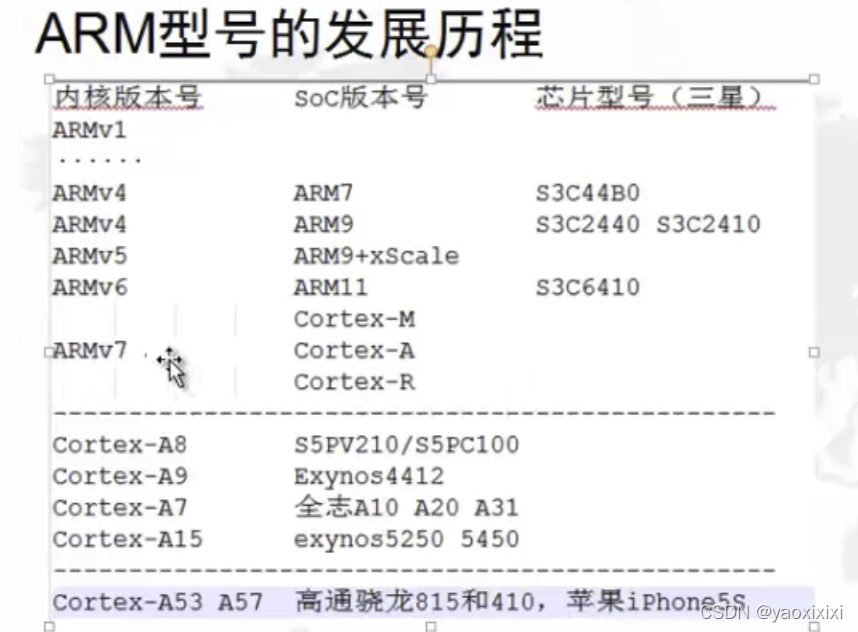 ARM型号的发展历程
内核版本号 SoC版本号 芯片型号（三星）
ARMv1
······
ARMv4 ARM7 S3C44B0
ARMv4 ARM9 S3C2440 S3C2410
ARMv5 ARM9+xScale
ARMv6 ARM11 S3C6410
Cortex-M
ARMv7 Cortex-A
Cortex-R
------------------------------------------------
Cortex-A8 S5PV210/S5PC100
Cortex-A9 Exynos4412
Cortex-A7 全志A10 A20 A31
Cortex-A15 exynos5250 5450
------------------------------------------------
Cortex-A53 A57 高通骁龙815和410，苹果iPhone5S
CSDN @yaoxixixi